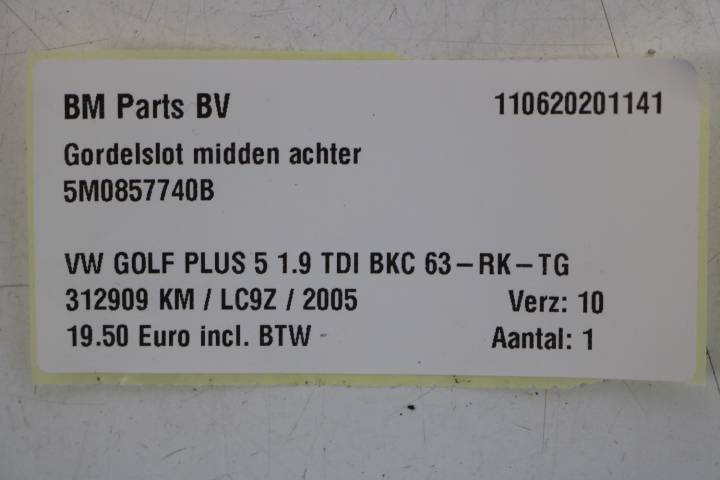 BM Parts BV 110620201141
Gordelslot midden achter
5M0857740B
VW GOLF PLUS 5 1.9 TDI BKC 63-RK-TG
312909 KM / LC9Z / 2005 Verz: 10
19.50 Euro incl. BTW Aantal: 1